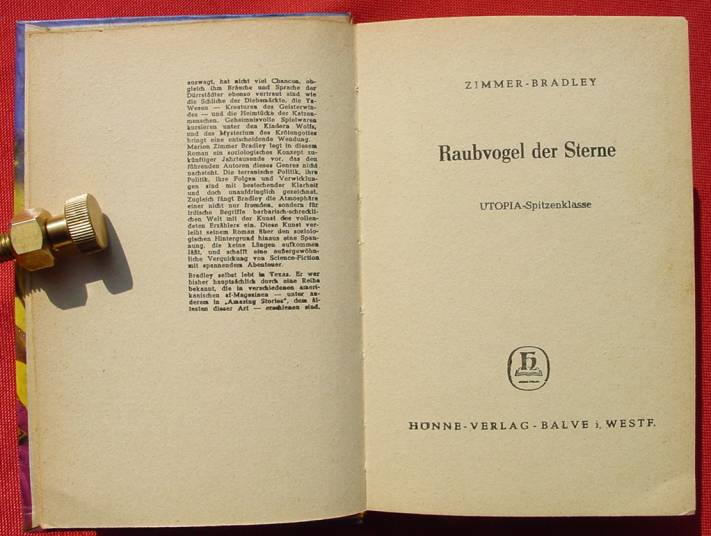 auswagt, hat nicht viel Chancen, ob-
gleich ihm Bräuche und Sprache der
Dürrstädter ebenso vertraut sind wie
die Schliche der Diebsmärkte, die Ya-
Wesen — Kreaturen des Geisterwin-
des — und die Heimtücke der Katzen-
menschen. Geheimnisvolle Spielwaren
kursieren unter den Kindern Wolfs,
und das Mysterium des Krötengottes
bringt eine entscheidende Wendung.
Marion Zimmer Bradley legt in diesem
Roman ein soziologisches Konzept zu-
künftiger Jahrtausende vor, das den
führenden Autoren dieses Genres nicht
nachsteht. Die terranische Politik, ihre
Politik, ihre Folgen und Verwicklun-
gen sind mit bestechender Klarheit
und doch unaufdringlich gezeichnet.
Zugleich fängt Bradley die Atmosphäre
einer nicht nur fremden, sondern für
irdische Begriffe barbarisch-schreckli-
chen Welt mit der Kunst des vollen-
deten Erzählers ein. Diese Kunst ver-
leiht seinem Roman über den soziolo-
gischen Hintergrund hinaus eine Span-
nung, die keine Längen aufkommen
läßt, und schafft eine außergewöhn-
liche Verquickung von Science-Fiction
mit spannendem Abenteuer.
Bradley selbst lebt in Texas. Er war
bisher hauptsächlich durch eine Reihe
bekannt, die in verschiedenen ameri-
kanischen sf-Magazinen — unter an-
derem in „Amazing Stories", dem äl-
testen dieser Art — erschienen sind.
ZIMMER-BRADLEY
Raubvogel der Sterne
UTOPIA-Spitzenklasse
H
HÖNNE-VERLAG - BALVE i. WESTF.